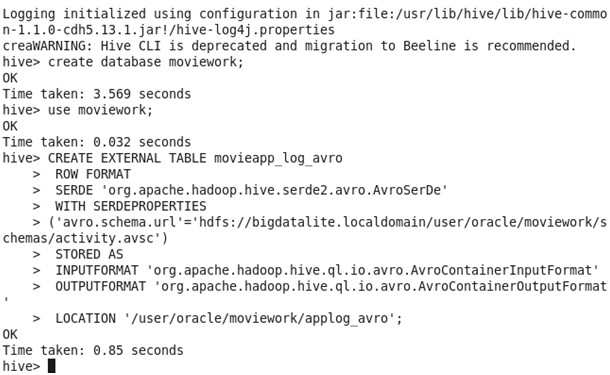 Logging initialized using configuration in jar:file:/usr/lib/hive/lib/hive-commo
n-1.1.0-cdh5.13.1.jar!/hive-log4j.properties
creaWARNING: Hive CLI is deprecated and migration to Beeline is recommended.
hive> create database moviework;
OK
Time taken: 3.569 seconds
hive> use moviework;
OK
Time taken: 0.032 seconds
hive> CREATE EXTERNAL TABLE movieapp_log_avro
    >  ROW FORMAT
    >  SERDE 'org.apache.hadoop.hive.serde2.avro.AvroSerDe'
    >  WITH SERDEPROPERTIES
    > ('avro.schema.url'='hdfs://bigdatalite.localdomain/user/oracle/moviework/s
chemas/activity.avsc')
    >  STORED AS
    >  INPUTFORMAT 'org.apache.hadoop.hive.ql.io.avro.AvroContainerInputFormat'
    >  OUTPUTFORMAT 'org.apache.hadoop.hive.ql.io.avro.AvroContainerOutputFormat
'
    >  LOCATION '/user/oracle/moviework/applog_avro';
OK
Time taken: 0.85 seconds
hive>